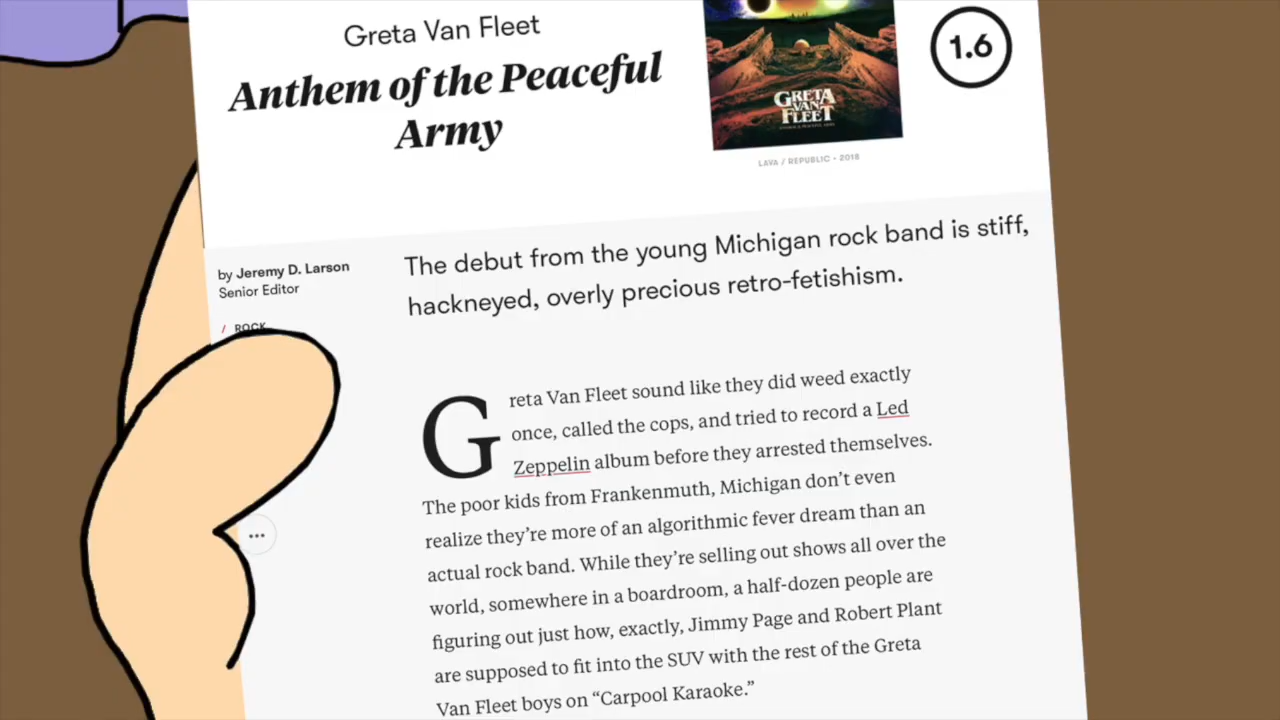 Greta Van Fleet
Anthem of the Peaceful
Army
1.6
GRETA
VAN
FLEET
LAVA / REPUBLIC • 2018
by Jeremy D. Larson
Senior Editor
/ ROCK
The debut from the young Michigan rock band is stiff,
hackneyed, overly precious retro-fetishism.
Greta Van Fleet sound like they did weed exactly
once, called the cops, and tried to record a Led
Zeppelin album before they arrested themselves.
The poor kids from Frankenmuth, Michigan don’t even
realize they’re more of an algorithmic fever dream than an
actual rock band. While they’re selling out shows all over the
world, somewhere in a boardroom, a half-dozen people are
figuring out just how, exactly, Jimmy Page and Robert Plant
are supposed to fit into the SUV with the rest of the Greta
Van Fleet boys on “Carpool Karaoke.”